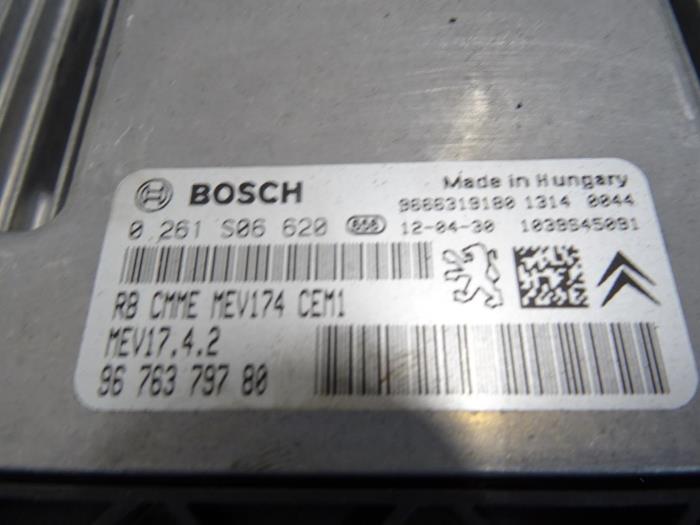 BOSCH
Made in Hungary
9666319180 1314 0044
0 261 S06 620
12-04-30 1039S45091
RB CMME MEV174 CEM1
MEV17.4.2
96 763 797 80